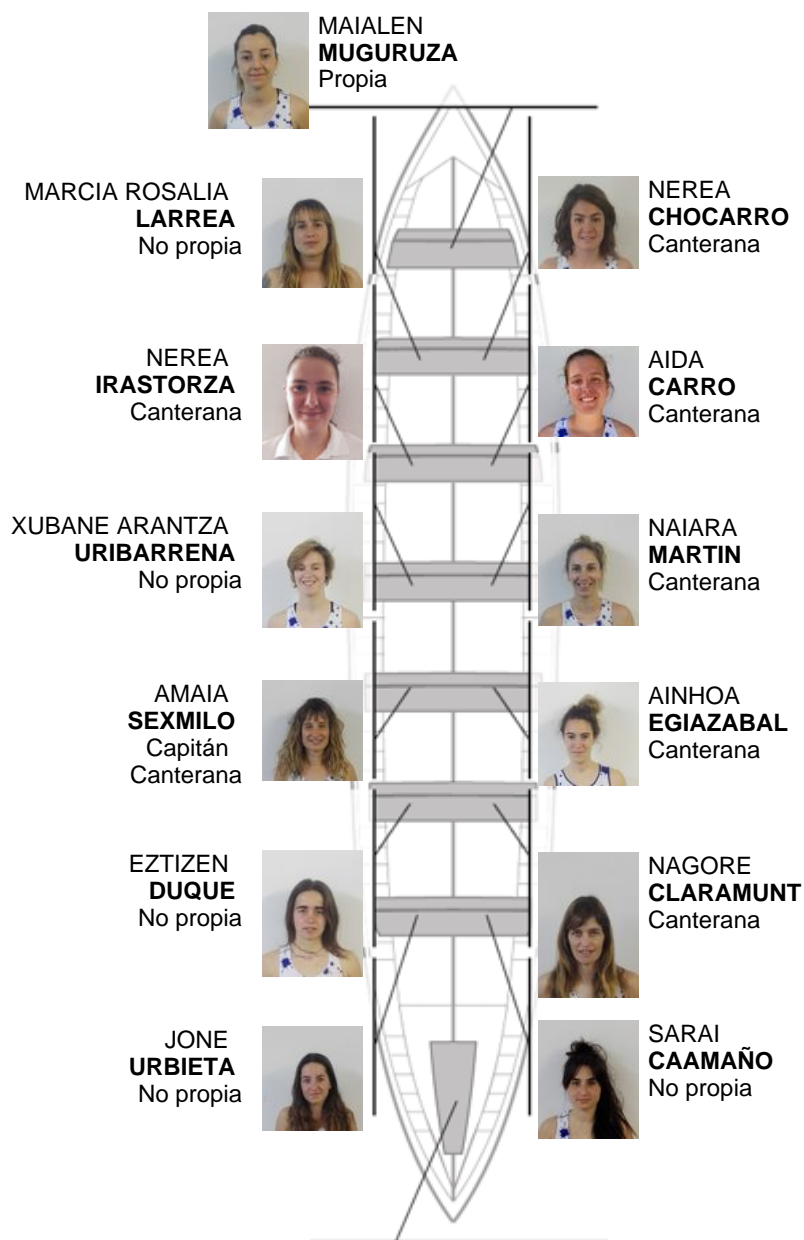 MAIALEN
MUGURUZA
Propia
MARCIA ROSALIA
LARREA
No propia
NEREA
CHOCARRO
Canterana
NEREA
IRASTORZA
Canterana
AIDA
CARRO
Canterana
XUBANE ARANTZA
URIBARRENA
No propia
NAIARA
MARTIN
Canterana
AMAIA
SEXMILO
Capitán
Canterana
AINHOA
EGIAZABAL
Canterana
EZTIZEN
DUQUE
No propia
NAGORE
CLARAMUNT
Canterana
JONE
URBIETA
No propia
SARAI
CAAMAÑO
No propia